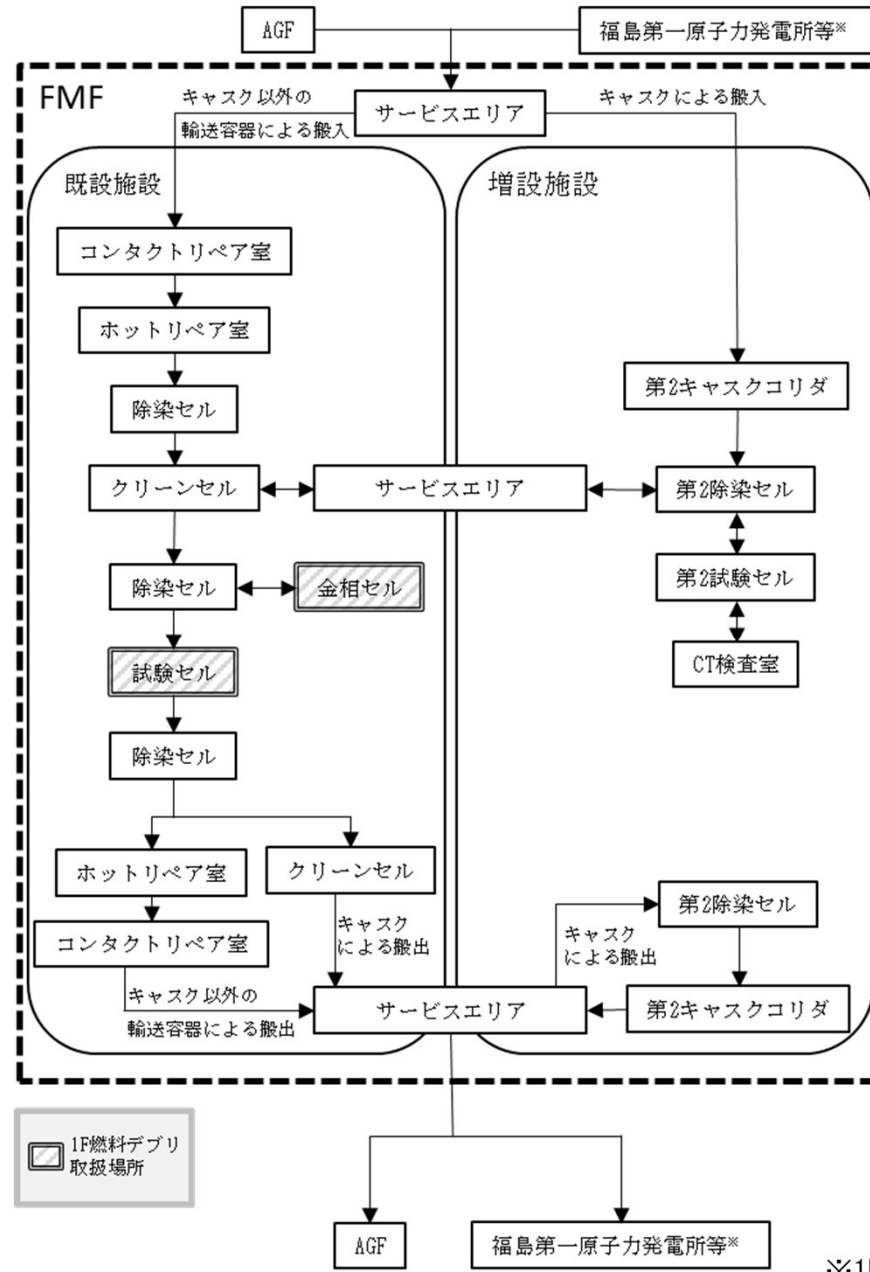 AGF
福島第一原子力発電所等※
FMF
キャスク以外の
輸送容器による搬入
サービスエリア
キャスクによる搬入
既設施設
増設施設
コンタクトリペア室
ホットリペア室
除染セル
第2キャスクコリダ
クリーンセル
サービスエリア
第2除染セル
除染セル
金相セル
第2試験セル
試験セル
CT検査室
除染セル
ホットリペア室
クリーンセル
第2除染セル
コンタクトリペア室
キャスク
による搬出
キャスク
による搬出
キャスク以外の
輸送容器による搬出
サービスエリア
第2キャスクコリダ
1F燃料デブリ
取扱場所
AGF
福島第一原子力発電所等※